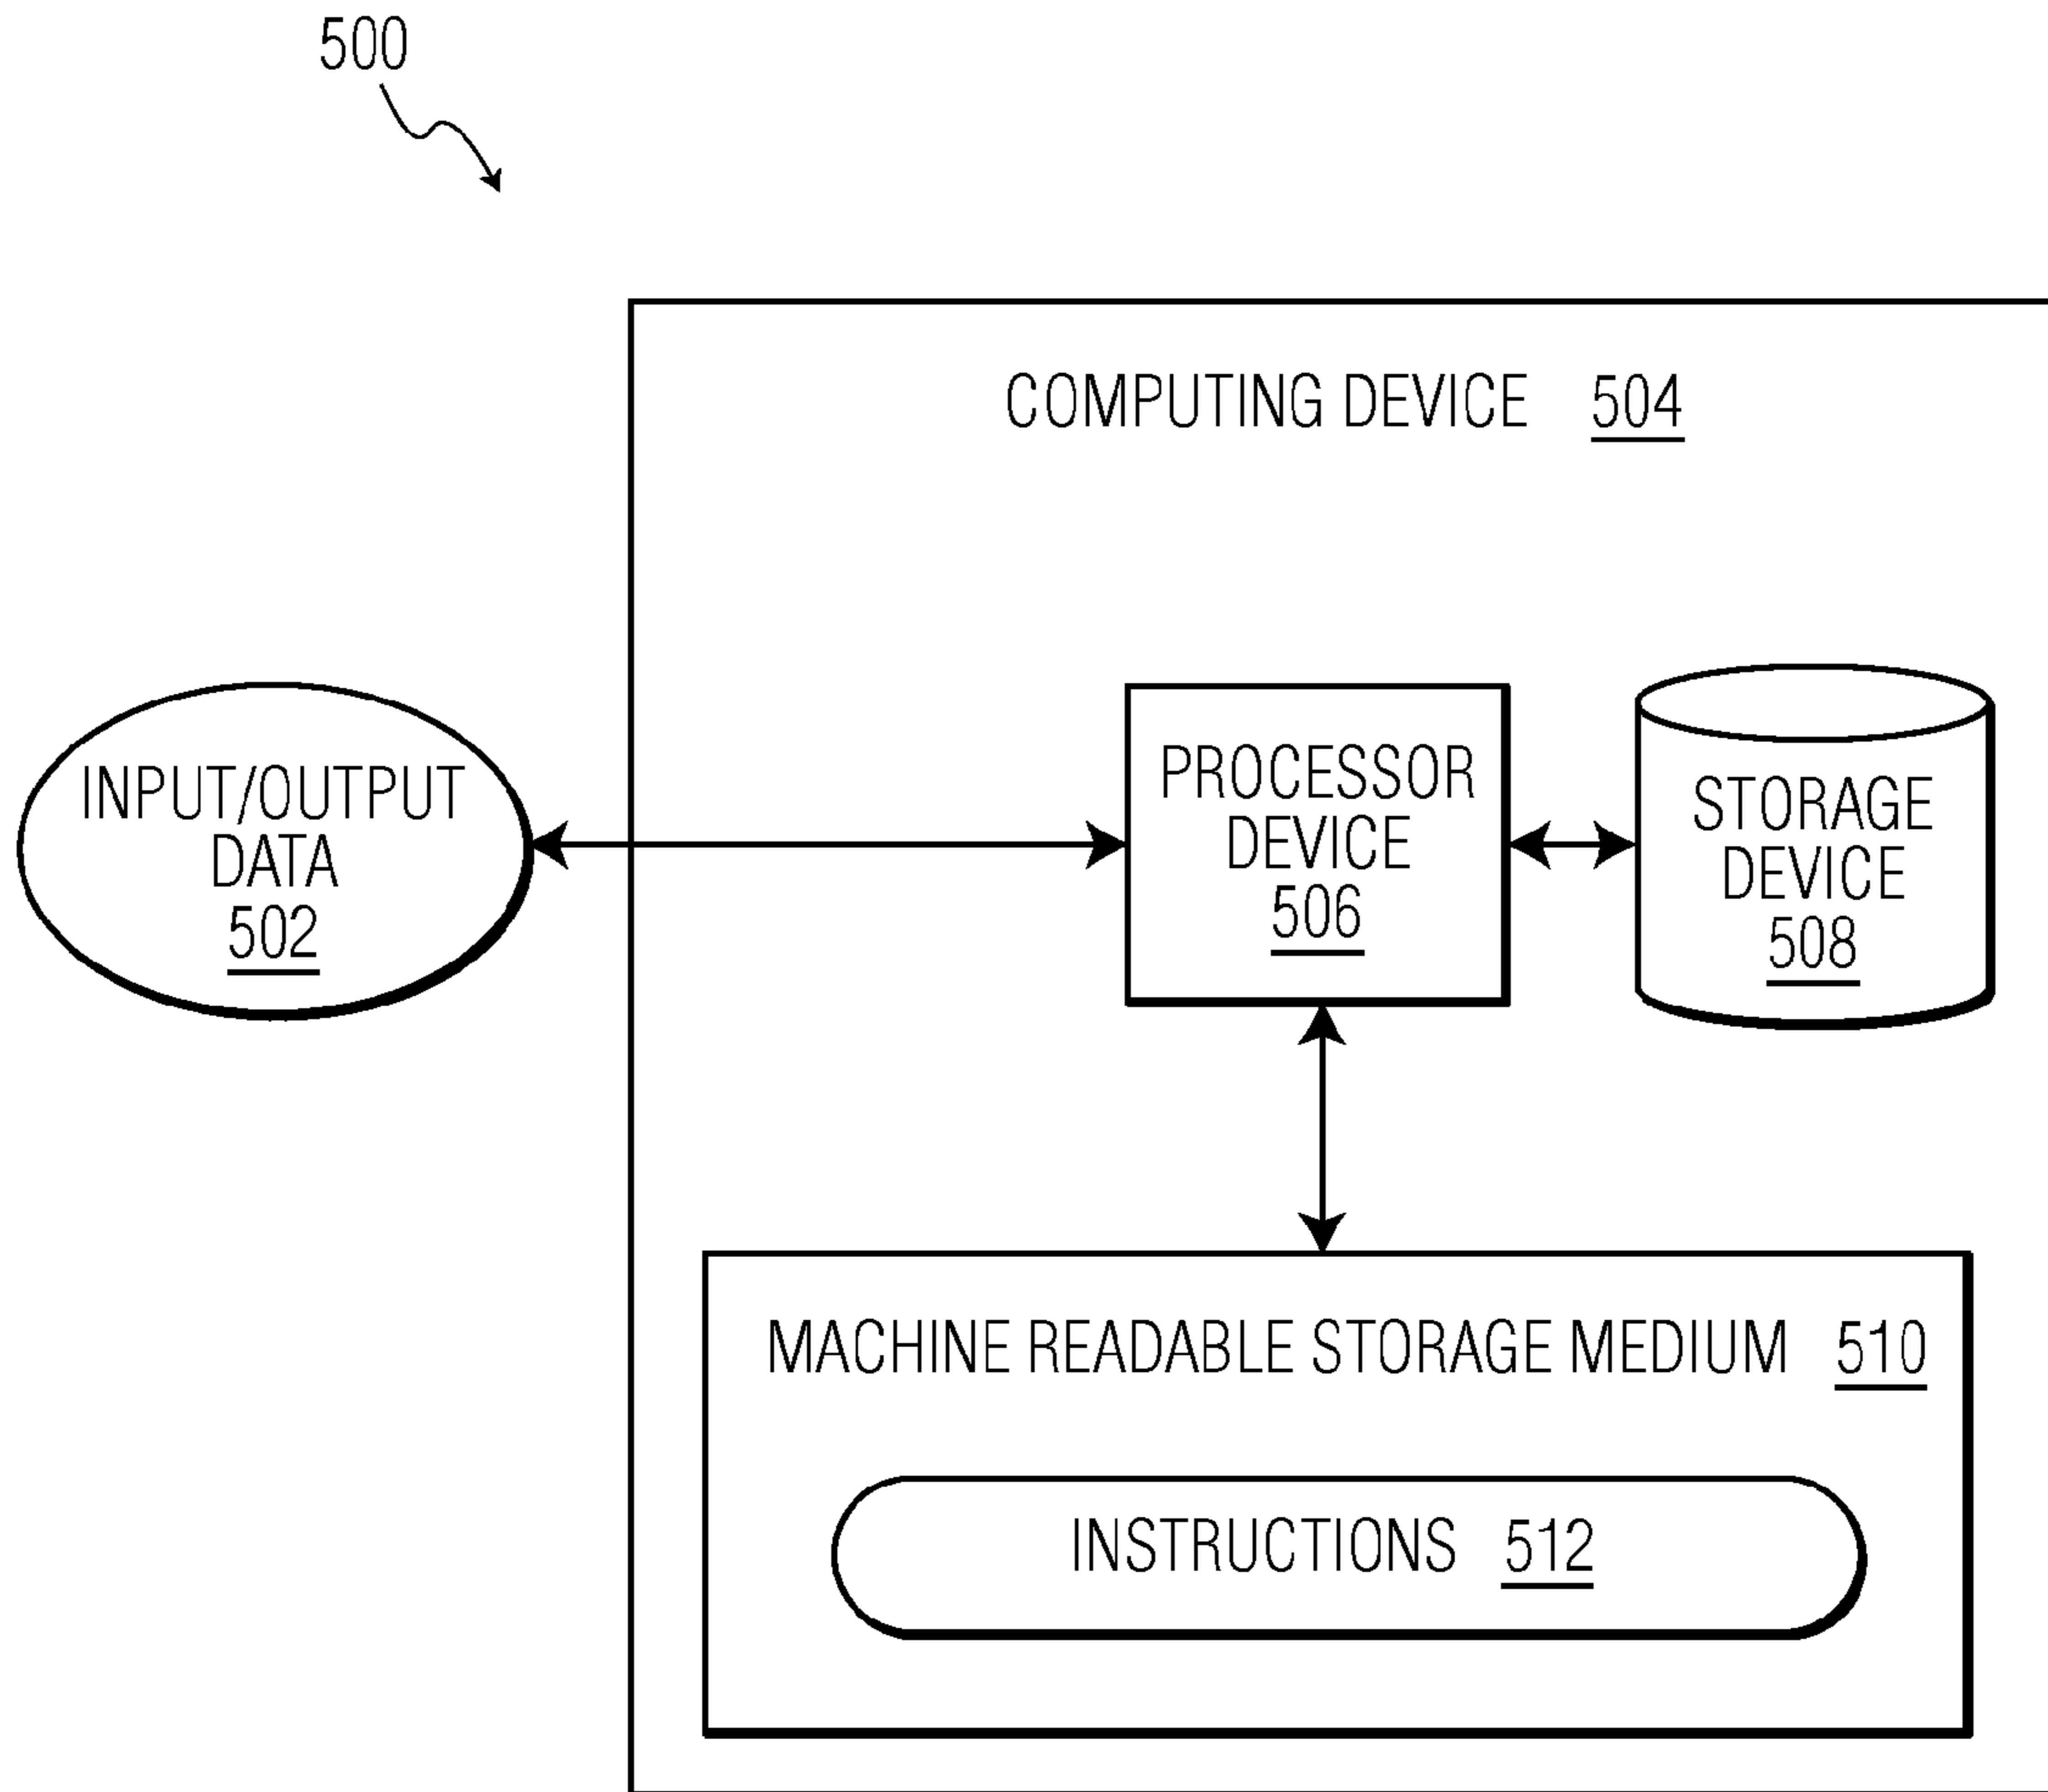 500
COMPUTING DEVICE 504
INPUT/OUTPUT
DATA
502
PROCESSOR
DEVICE
506
STORAGE
DEVICE
508
MACHINE READABLE STORAGE MEDIUM 510
INSTRUCTIONS 512